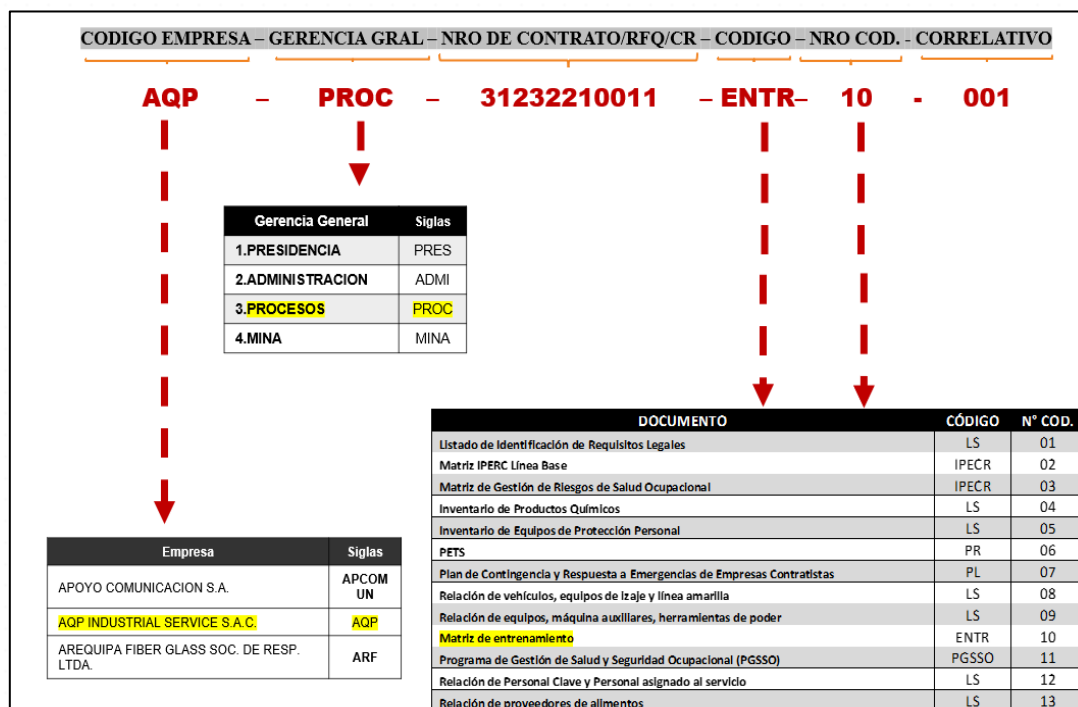 CODIGO EMPRESA – GERENCIA GRAL – NRO DE CONTRATO/RFQ/CR – CODIGO – NRO COD. - CORRELATIVO
AQP – PROC – 31232210011 – ENTR– 10 - 001
Gerencia General Siglas
1.PRESIDENCIA PRES
2.ADMINISTRACION ADMI
3.PROCESOS PROC
4.MINA MINA
DOCUMENTO CÓDIGO N° COD.
Listado de Identificación de Requisitos Legales LS 01
Matriz IPERC Línea Base IPECR 02
Matriz de Gestión de Riesgos de Salud Ocupacional IPECR 03
Inventario de Productos Químicos LS 04
Inventario de Equipos de Protección Personal LS 05
PETS PR 06
Plan de Contingencia y Respuesta a Emergencias de Empresas Contratistas PL 07
Relación de vehículos, equipos de izaje y línea amarilla LS 08
Relación de equipos, máquina auxiliares, herramientas de poder LS 09
Matriz de entrenamiento ENTR 10
Programa de Gestión de Salud y Seguridad Ocupacional (PGSSO) PGSSO 11
Relación de Personal Clave y Personal asignado al servicio LS 12
Relación de proveedores de alimentos LS 13
Empresa Siglas
APOYO COMUNICACION S.A. APCOM
UN
AQP INDUSTRIAL SERVICE S.A.C. AQP
AREQUIPA FIBER GLASS SOC. DE RESP.
LTDA. ARF